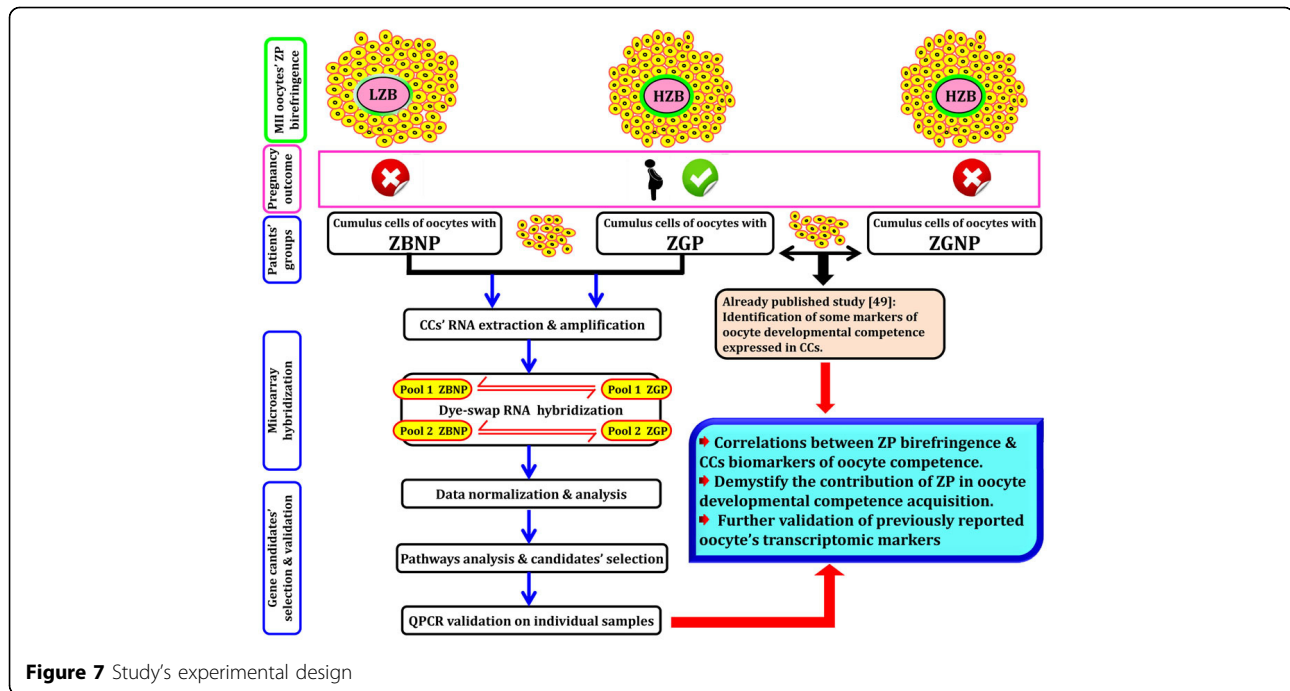 MII oocytes' ZP
birefringence
LZB
HZB
HZB
Pregnancy
outcome
Patients'
groups
Cumulus cells of oocytes with
ZBNP
Cumulus cells of oocytes with
ZGP
Cumulus cells of oocytes with
ZGNP
Already published study [49]:
Identification of some markers of
oocyte developmental competence
expressed in CCs.
CCs' RNA extraction & amplification
Microarray
hybridization
Pool 1 ZBNP
Pool 1 ZGP
Dye-swap RNA hybridization
Pool 2 ZBNP
Pool 2 ZGP
Correlations between ZP birefringence &
CCs biomarkers of oocyte competence.
Demystify the contribution of ZP in oocyte
developmental competence acquisition.
Further validation of previously reported
oocyte's transcriptomic markers
Gene candidates'
selection & validation
Data normalization & analysis
Pathways analysis & candidates' selection
QPCR validation on individual samples
Figure 7 Study's experimental design